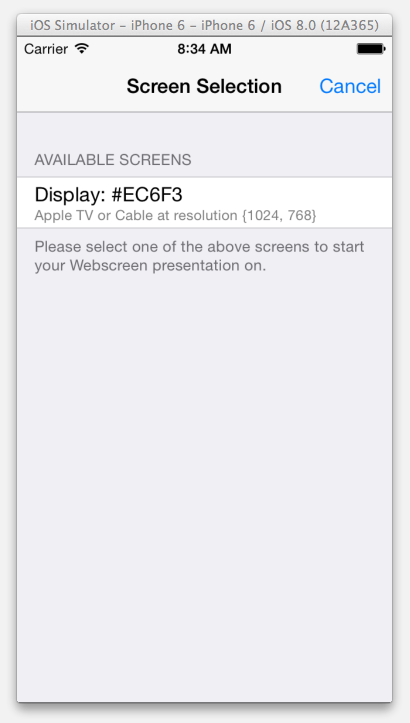 iOS Simulator – iPhone 6 – iPhone 6 / iOS 8.0 (12A365)
Carrier 8:34 AM
Screen Selection Cancel
AVAILABLE SCREENS
Display: #EC6F3
Apple TV or Cable at resolution {1024, 768}
Please select one of the above screens to start
your Webscreen presentation on.